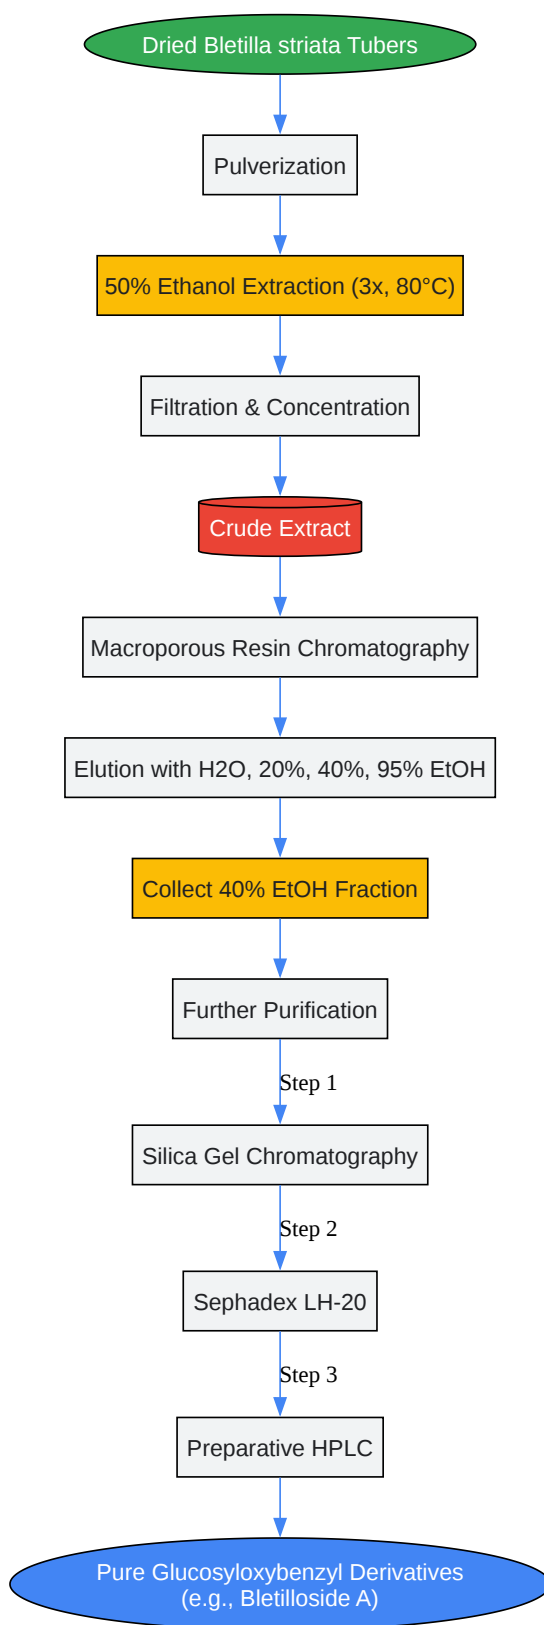 Dried Bletilla striata Tubers
Pulverization
50% Ethanol Extraction (3x, 80°C)
Filtration & Concentration
Crude Extract
Macroporous Resin Chromatography
Elution with H2O, 20%, 40%, 95% EtOH
Collect 40% EtOH Fraction
Further Purification
Step 1
Silica Gel Chromatography
Step 2
Sephadex LH-20
Step 3
Preparative HPLC
Pure Glucosyloxybenzyl Derivatives
(e.g., Bletilloside A)